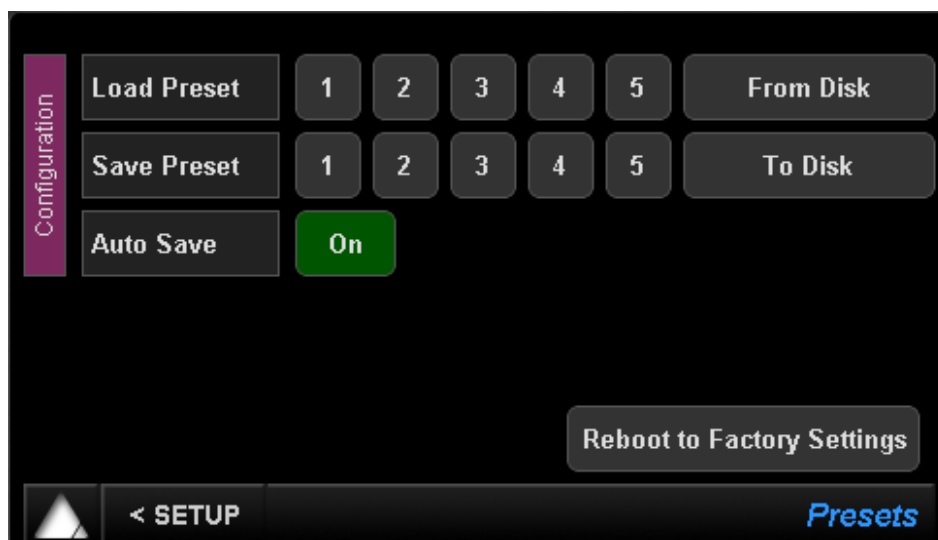 Configuration
Load Preset 1 2 3 4 5 From Disk
Save Preset 1 2 3 4 5 To Disk
Auto Save On
Reboot to Factory Settings
< SETUP Presets